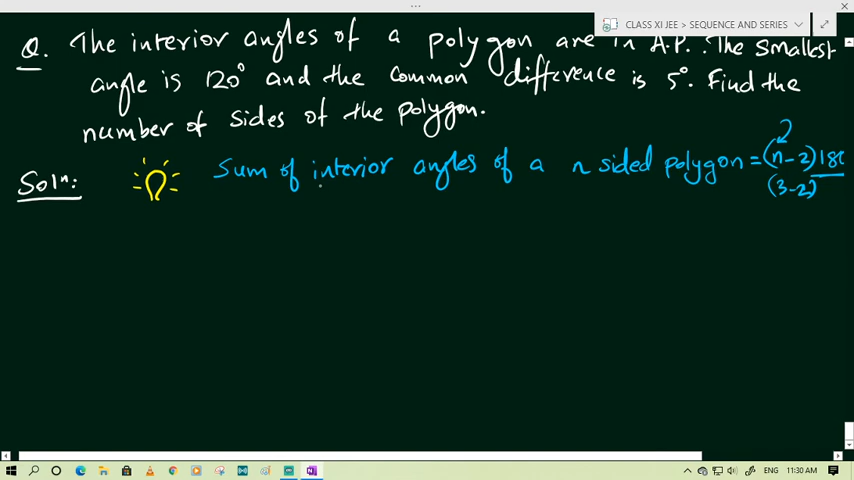 CLASS XI JEE > SEQUENCE AND SERIES
Q. The interior angles of a polygon are in A.P. The smallest
angle is 120° and the common difference is 5°. Find the
number of sides of the polygon.
Solⁿ: Sum of interior angles of a n sided polygon = (n-2)180
(3-2)
ENG 11:30 AM